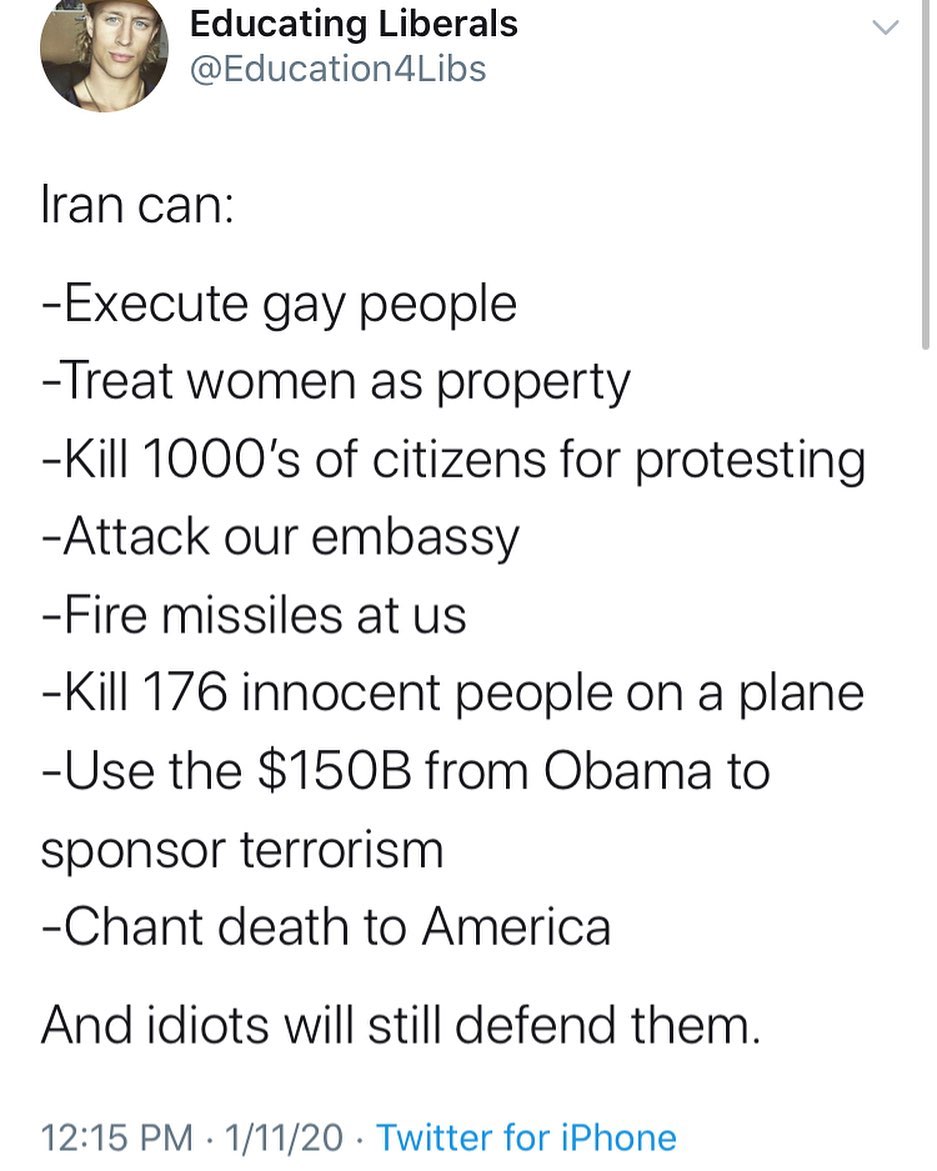 Educating Liberals
@Education4Libs
Iran can:
-Execute gay people
-Treat women as property
-Kill 1000's of citizens for protesting
-Attack our embassy
-Fire missiles at us
-Kill 176 innocent people on a plane
-Use the $150B from Obama to
sponsor terrorism
-Chant death to America
And idiots will still defend them.
12:15 PM · 1/11/20 · Twitter for iPhone